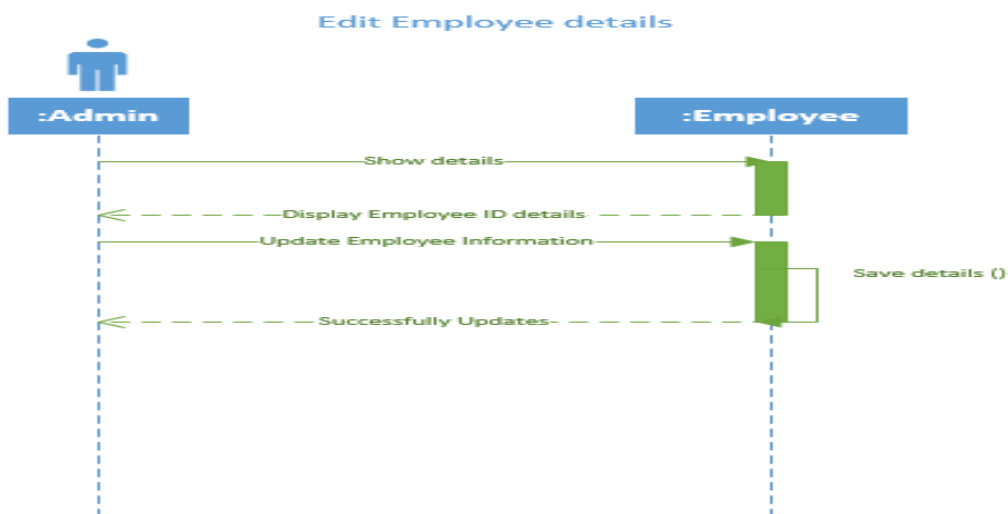 Edit Employee details
:Admin
:Employee
Show details
Display Employee ID details
Update Employee Information
Save details ()
Successfully Updates